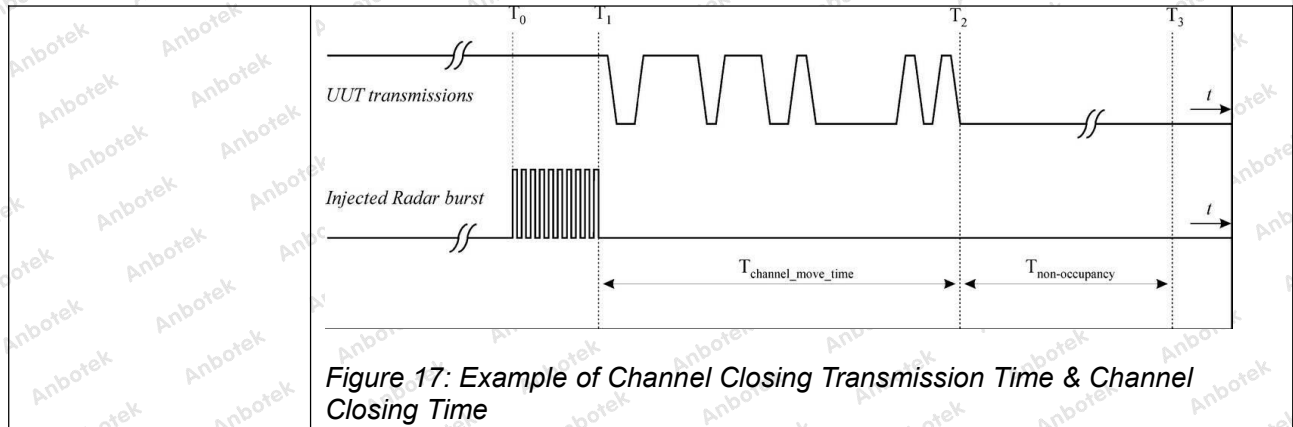 T0 T1 T2 T3
UUT transmissions
t
Injected Radar burst
t
Tchannel_move_time Tnon-occupancy
Figure 17: Example of Channel Closing Transmission Time & Channel
Closing Time
Anbotek